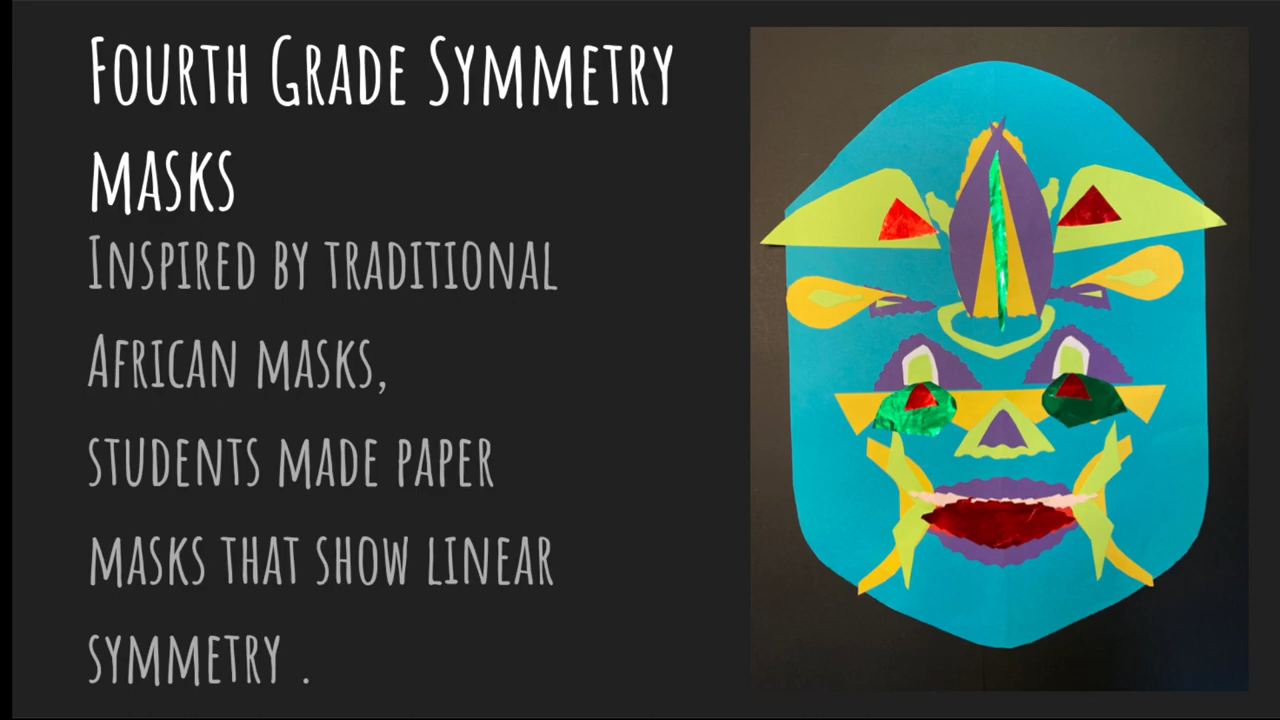 Fourth Grade Symmetry
masks
Inspired by traditional
African masks,
students made paper
masks that show linear
symmetry .